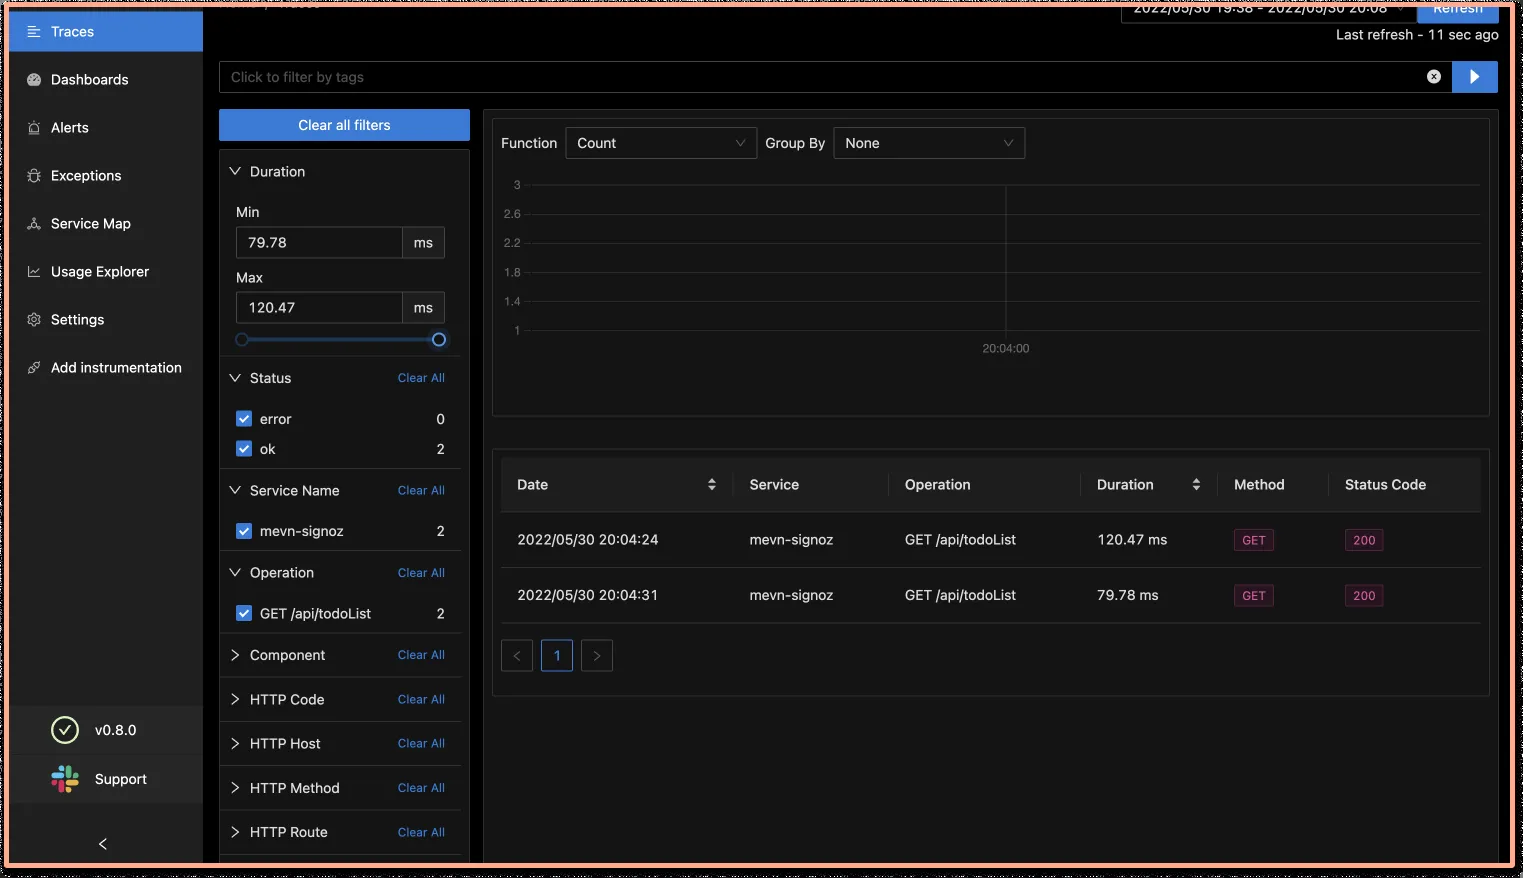 2022/05/30 19:38 - 2022/05/30 20:08
Refresh
Last refresh - 11 sec ago
Traces
Dashboards
Alerts
Exceptions
Service Map
Usage Explorer
Settings
Add instrumentation
v0.8.0
Support
Click to filter by tags
Clear all filters
Duration
Min
79.78 ms
Max
120.47 ms
Status Clear All
error 0
ok 2
Service Name Clear All
mevn-signoz 2
Operation Clear All
GET /api/todoList 2
Component Clear All
HTTP Code Clear All
HTTP Host Clear All
HTTP Method Clear All
HTTP Route Clear All
Function Count Group By None
3
2.6
2.2
1.8
1.4
1
20:04:00
Date Service Operation Duration Method Status Code
2022/05/30 20:04:24 mevn-signoz GET /api/todoList 120.47 ms GET 200
2022/05/30 20:04:31 mevn-signoz GET /api/todoList 79.78 ms GET 200
< 1 >